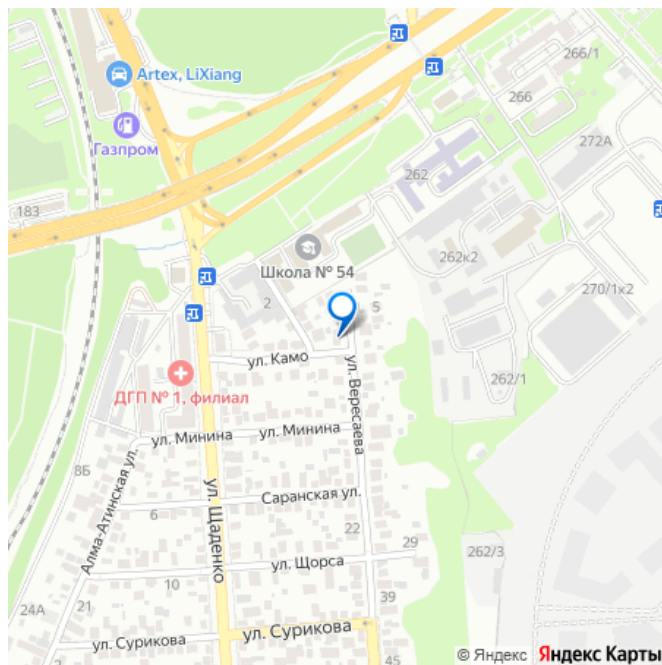 266/1
Artex, LiXiang
266
Газпром
272А
262
183
262к2
Школа № 54
270/1к2
2
5
ул. Камо
262/1
ДГП № 1, филиал
ул. Вересаева
ул. Минина
ул. Минина
8Б
Алма-Атинская ул.
Саранская ул.
ул. Щаденко
6
22
29
262/3
ул. Щорса
10
24А
21
39
ул. Сурикова
ул. Сурикова
45
© Яндекс Яндекс Карты